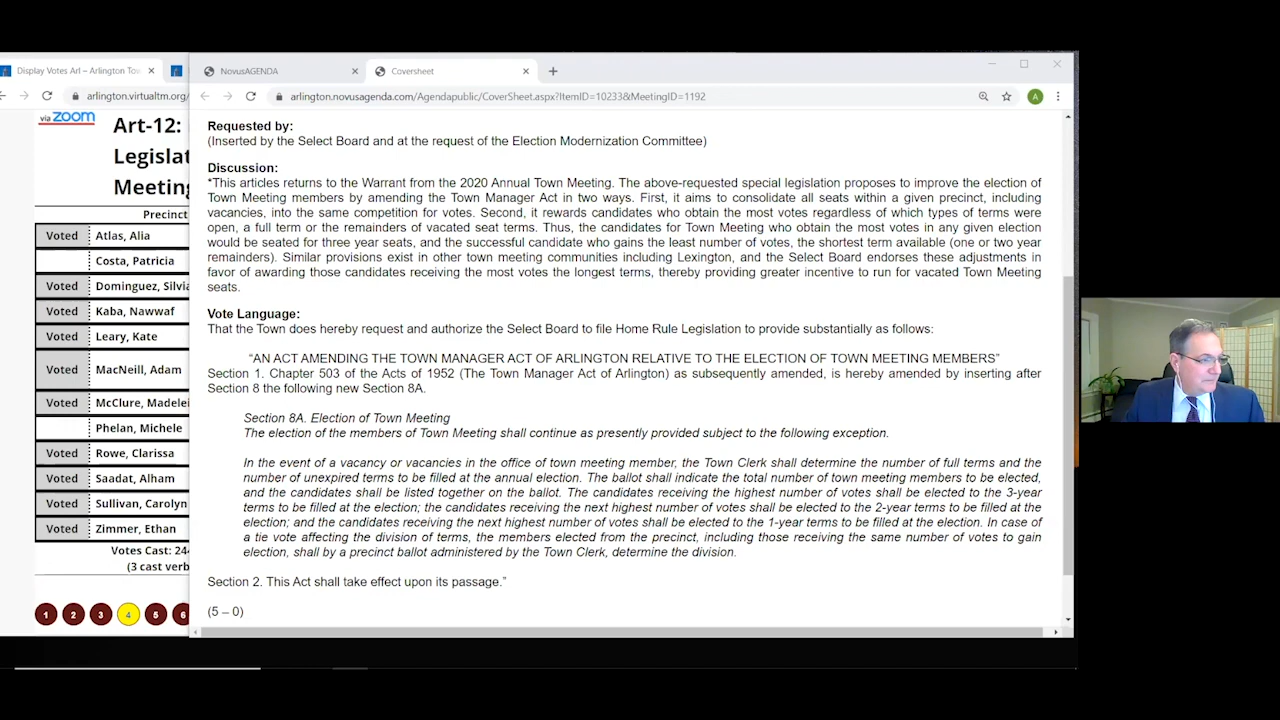 Display Votes Arl – Arlington Tow
NovusAGENDA
Coversheet
arlington.virtualtm.org/
arlington.novusagenda.com/Agendapublic/CoverSheet.aspx?ItemID=10233&MeetingID=1192
A
via zoom
Art-12:
Legislat
Meeting
Precinct
Voted Atlas, Alia
Costa, Patricia
Voted Dominguez, Silvia
Voted Kaba, Nawwaf
Voted Leary, Kate
Voted MacNeill, Adam
Voted McClure, Madelei
Phelan, Michele
Voted Rowe, Clarissa
Voted Saadat, Alham
Voted Sullivan, Carolyn
Voted Zimmer, Ethan
Votes Cast: 24
(3 cast verb
1 2 3 4 5 6
Requested by:
(Inserted by the Select Board and at the request of the Election Modernization Committee)
Discussion:
*This articles returns to the Warrant from the 2020 Annual Town Meeting. The above-requested special legislation proposes to improve the election of
Town Meeting members by amending the Town Manager Act in two ways. First, it aims to consolidate all seats within a given precinct, including
vacancies, into the same competition for votes. Second, it rewards candidates who obtain the most votes regardless of which types of terms were
open, a full term or the remainders of vacated seat terms. Thus, the candidates for Town Meeting who obtain the most votes in any given election
would be seated for three year seats, and the successful candidate who gains the least number of votes, the shortest term available (one or two year
remainders). Similar provisions exist in other town meeting communities including Lexington, and the Select Board endorses these adjustments in
favor of awarding those candidates receiving the most votes the longest terms, thereby providing greater incentive to run for vacated Town Meeting
seats.
Vote Language:
That the Town does hereby request and authorize the Select Board to file Home Rule Legislation to provide substantially as follows:
“AN ACT AMENDING THE TOWN MANAGER ACT OF ARLINGTON RELATIVE TO THE ELECTION OF TOWN MEETING MEMBERS”
Section 1. Chapter 503 of the Acts of 1952 (The Town Manager Act of Arlington) as subsequently amended, is hereby amended by inserting after
Section 8 the following new Section 8A.
Section 8A. Election of Town Meeting
The election of the members of Town Meeting shall continue as presently provided subject to the following exception.
In the event of a vacancy or vacancies in the office of town meeting member, the Town Clerk shall determine the number of full terms and the
number of unexpired terms to be filled at the annual election. The ballot shall indicate the total number of town meeting members to be elected,
and the candidates shall be listed together on the ballot. The candidates receiving the highest number of votes shall be elected to the 3-year
terms to be filled at the election; the candidates receiving the next highest number of votes shall be elected to the 2-year terms to be filled at the
election; and the candidates receiving the next highest number of votes shall be elected to the 1-year terms to be filled at the election. In case of
a tie vote affecting the division of terms, the members elected from the precinct, including those receiving the same number of votes to gain
election, shall by a precinct ballot administered by the Town Clerk, determine the division.
Section 2. This Act shall take effect upon its passage.”
(5 – 0)